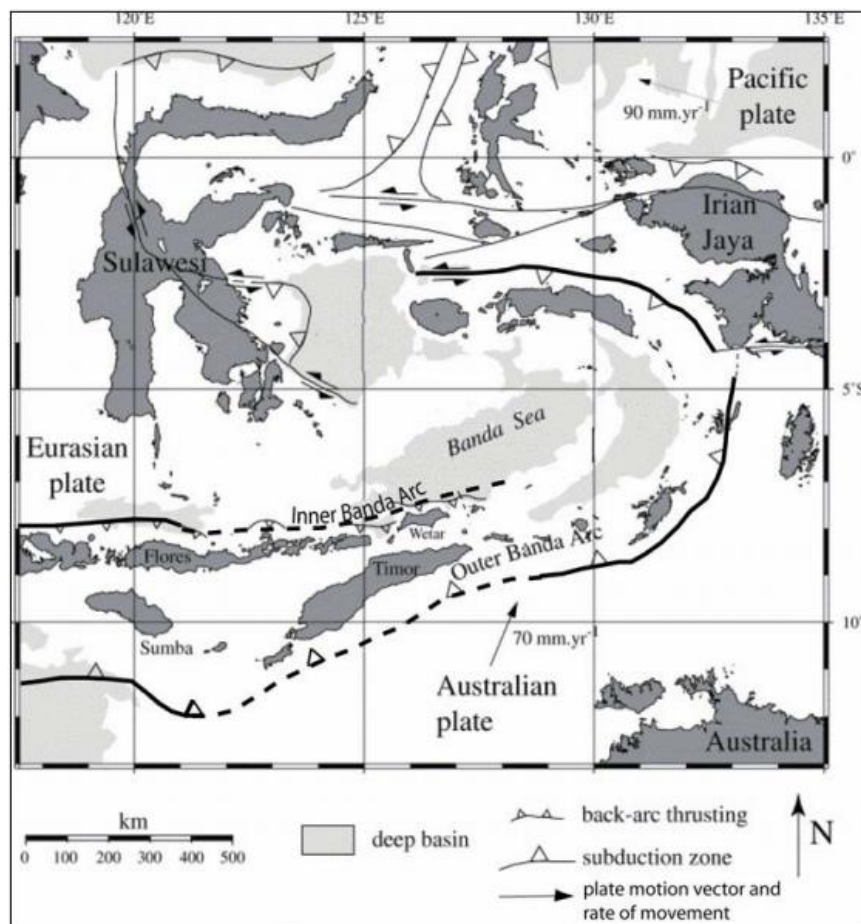 120°E
125°E
130°E
135°E
Pacific
plate
90 mm.yr-1
0°
Irian
Jaya
Sulawesi
5°S
Banda Sea
Eurasian
plate
Inner Banda Arc
Wetar
Flores
Outer Banda Arc
Timor
10°
Sumba
70 mm.yr-1
Australian
plate
Australia
km
0 100 200 300 400 500
deep basin
back-arc thrusting
subduction zone
plate motion vector and
rate of movement
N